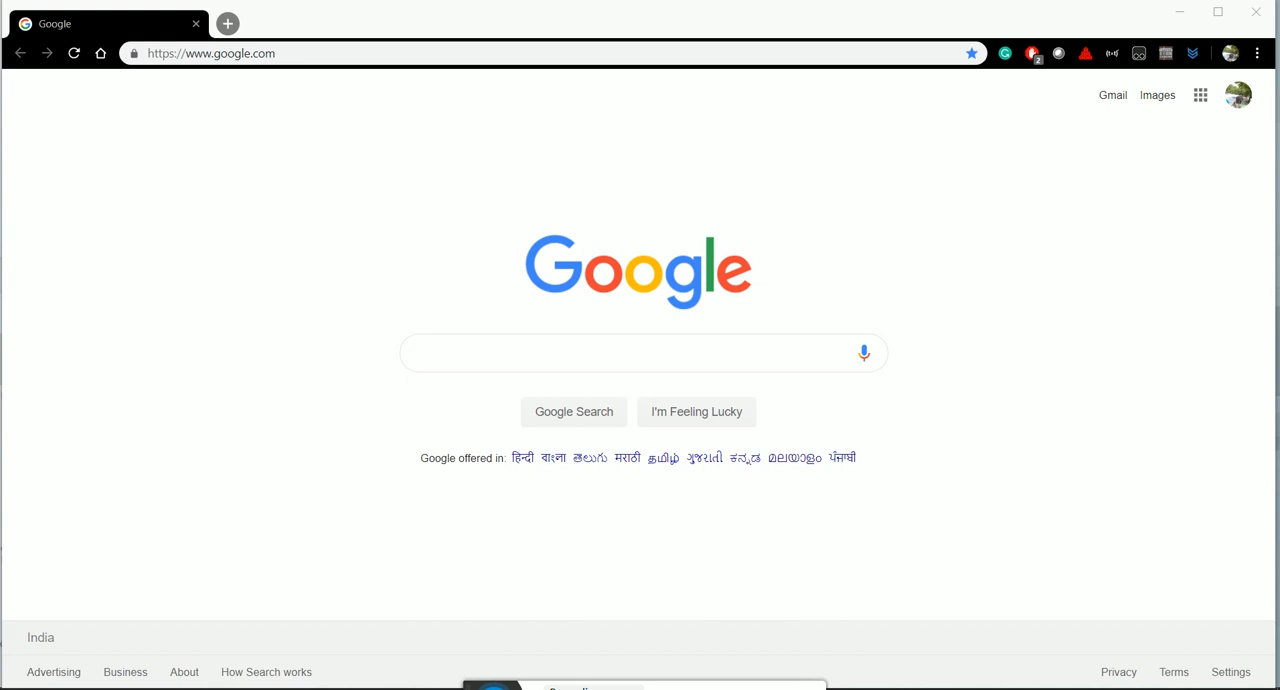 Google
https://www.google.com
2
Gmail Images
Google
Google Search I'm Feeling Lucky
Google offered in: हिन्दी বাংলা తెలుగు मराठी தமிழ் ગુજરાતી ಕನ್ನಡ മലയാളം ਪੰਜਾਬੀ
India
Advertising Business About How Search works Privacy Terms Settings